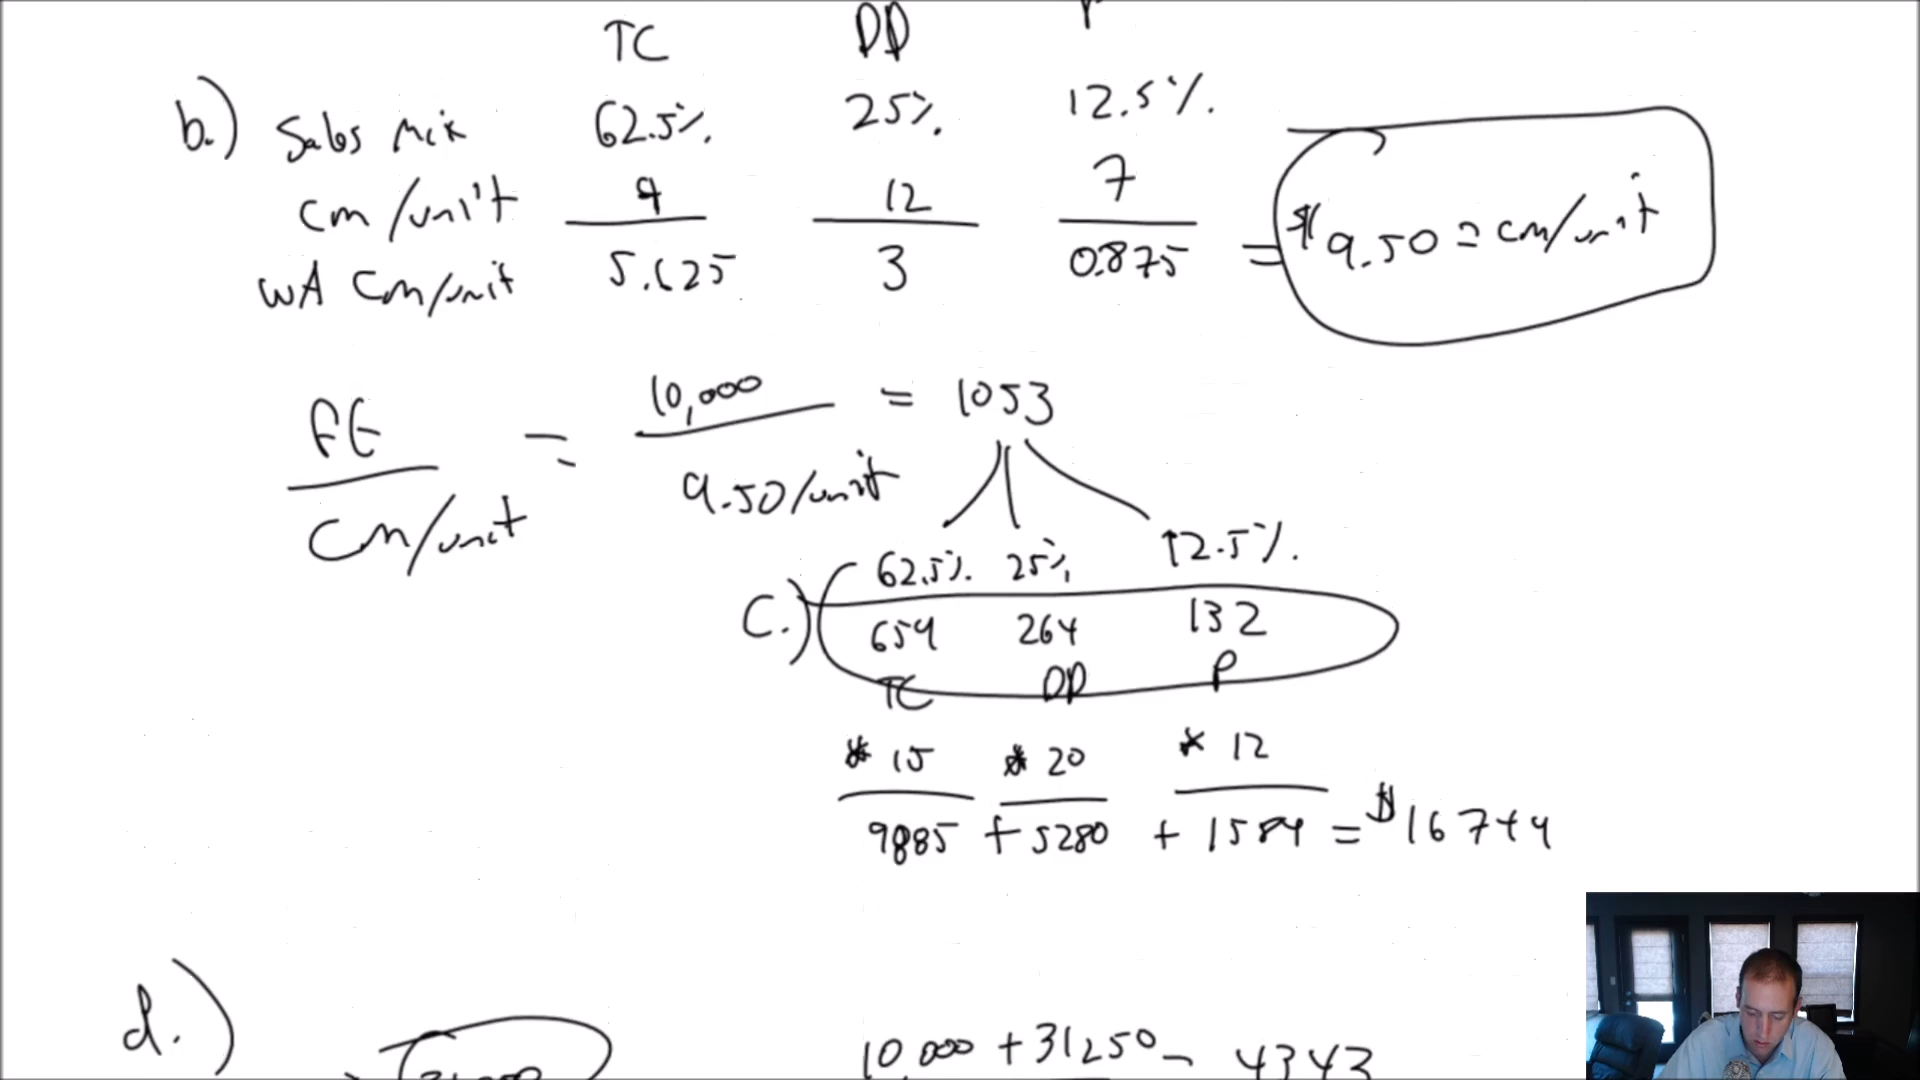 TC DD P
b.) Sales Mix 62.5% 25% 12.5%.
cm/unit 9 12 7
WA Cm/unit 5.625 3 0.875 = $9.50 = cm/unit
FE / Cm/unit = 10,000 / 9.50/unit = 1053
62.5%. 25% 12.5%.
C.) 659 264 132
TC DD P
* 15 * 20 * 12
9885 + 5280 + 1584 = $16744
d.)
10,000 + 31250 = 4343